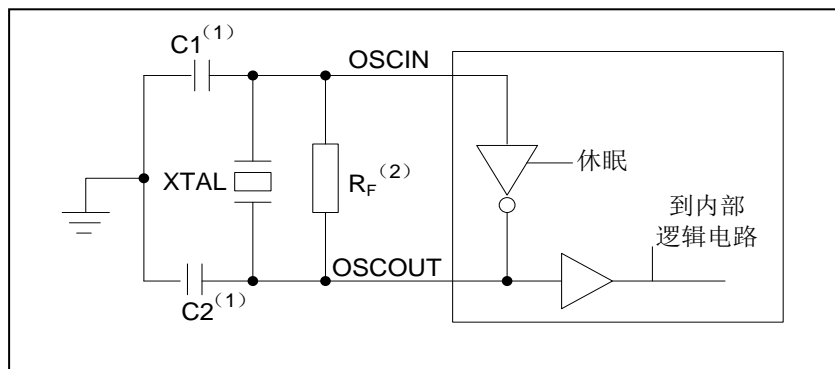 C1（1）
OSCIN
XTAL
RF（2）
休眠
到内部
逻辑电路
OSCOUT
C2（1）